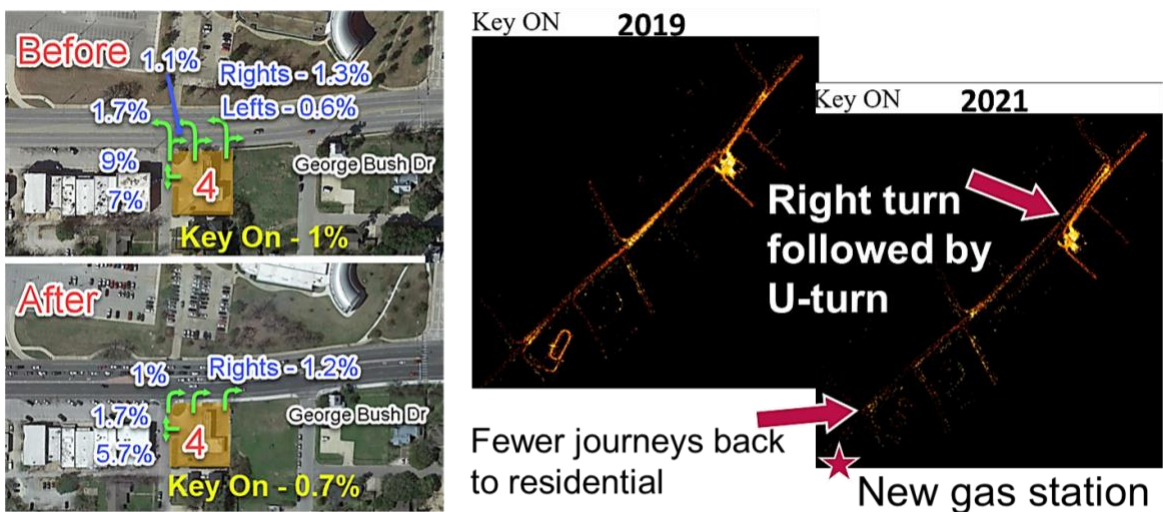 Before
1.1%
Rights - 1.3%
Lefts - 0.6%
1.7%
9%
7%
4
George Bush Dr
Key On - 1%
After
1%
Rights - 1.2%
1.7%
5.7%
4
George Bush Dr
Key On - 0.7%
Key ON
2019
Key ON
2021
Right turn
followed by
U-turn
Fewer journeys back
to residential
New gas station